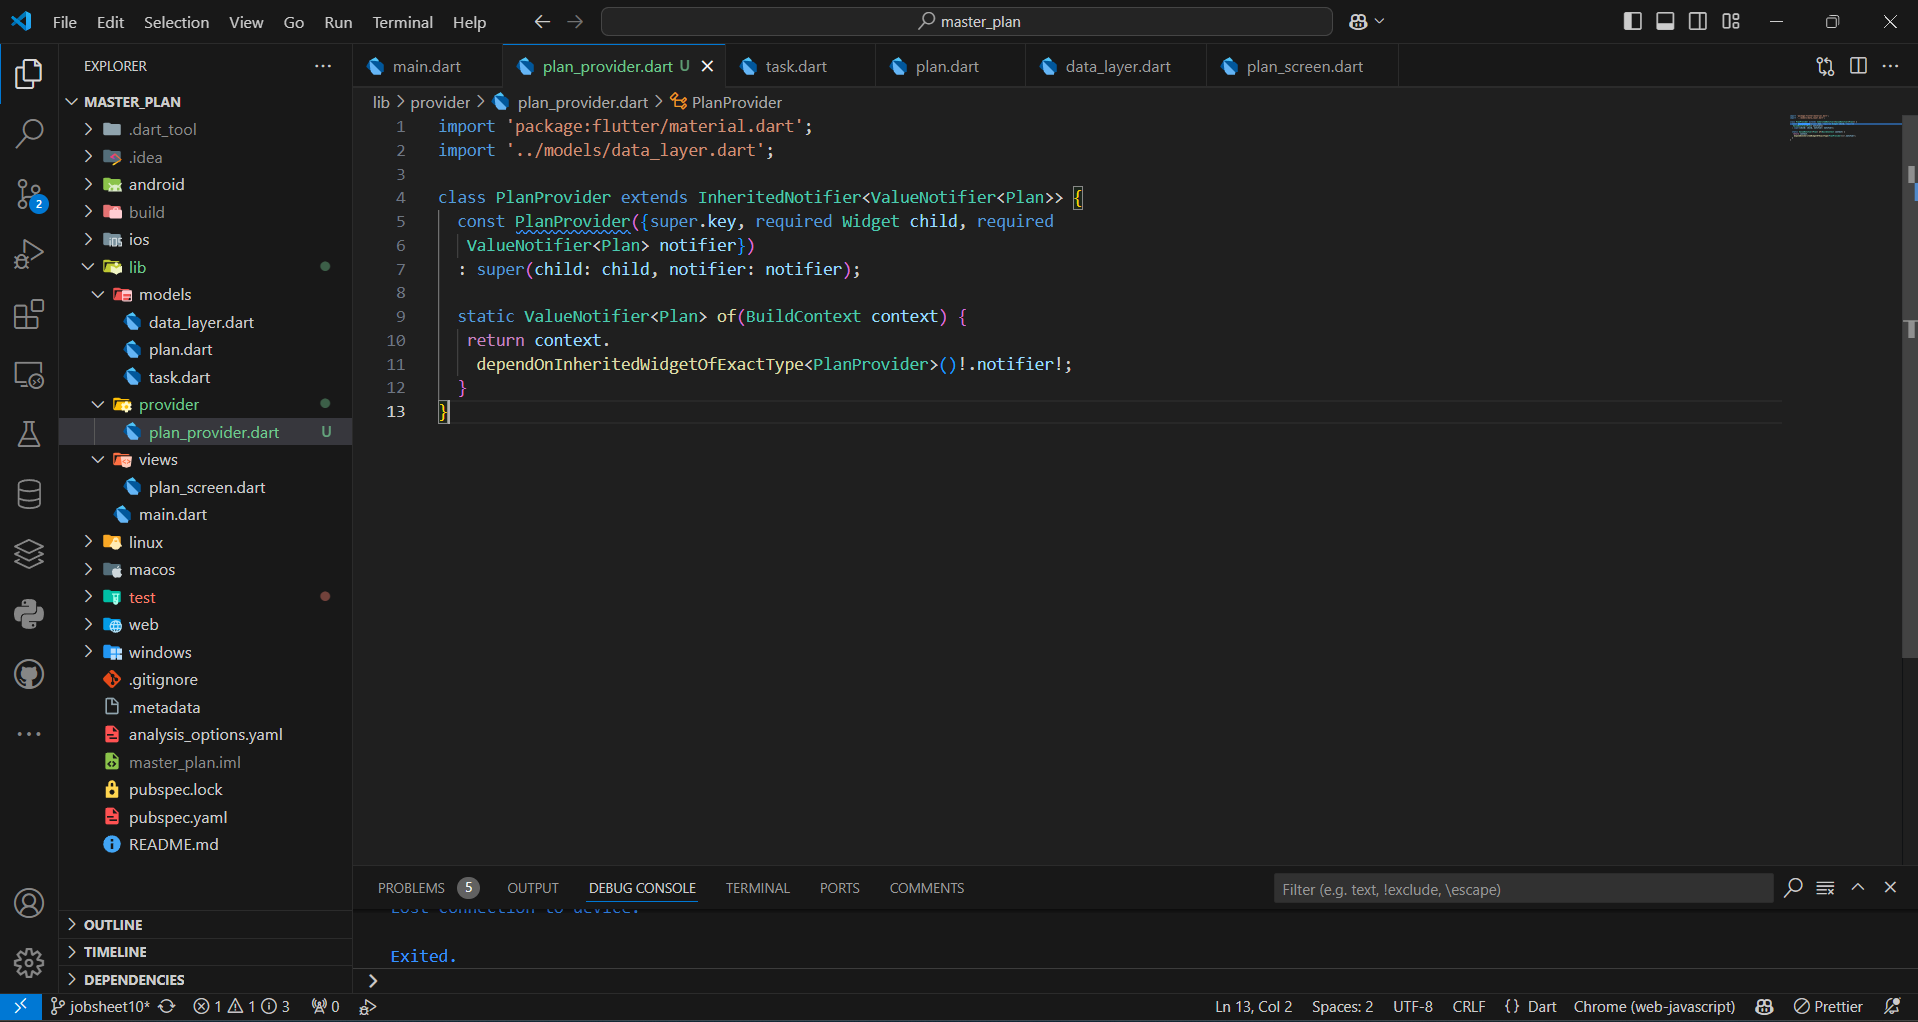 File Edit Selection View Go Run Terminal Help
master_plan
EXPLORER
MASTER_PLAN
.dart_tool
.idea
android
build
ios
lib
models
data_layer.dart
plan.dart
task.dart
provider
plan_provider.dart U
views
plan_screen.dart
main.dart
linux
macos
test
web
windows
.gitignore
.metadata
analysis_options.yaml
master_plan.iml
pubspec.lock
pubspec.yaml
README.md
OUTLINE
TIMELINE
DEPENDENCIES
2
main.dart plan_provider.dart U task.dart plan.dart data_layer.dart plan_screen.dart
lib > provider > plan_provider.dart > PlanProvider
1 import 'package:flutter/material.dart';
2 import '../models/data_layer.dart';
3
4 class PlanProvider extends InheritedNotifier<ValueNotifier<Plan>> {
5 const PlanProvider({super.key, required Widget child, required
6 ValueNotifier<Plan> notifier})
7 : super(child: child, notifier: notifier);
8
9 static ValueNotifier<Plan> of(BuildContext context) {
10 return context.
11 dependOnInheritedWidgetOfExactType<PlanProvider>()!.notifier!;
12 }
13 }
PROBLEMS 5 OUTPUT DEBUG CONSOLE TERMINAL PORTS COMMENTS
Filter (e.g. text, !exclude, \escape)
Lost connection to device.
Exited.
jobsheet10* 1 1 3 0
Ln 13, Col 2 Spaces: 2 UTF-8 CRLF {} Dart Chrome (web-javascript) Prettier